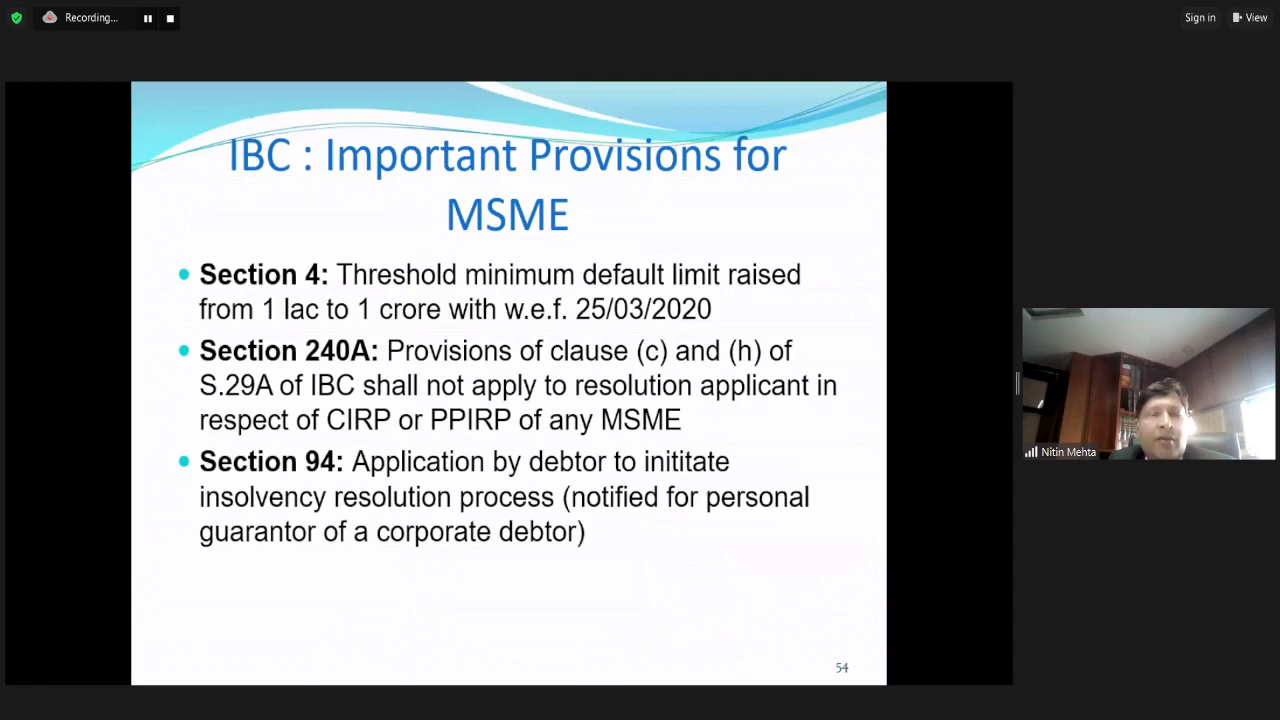 Recording...
Sign in
View
IBC : Important Provisions for
MSME
• Section 4: Threshold minimum default limit raised
from 1 lac to 1 crore with w.e.f. 25/03/2020
• Section 240A: Provisions of clause (c) and (h) of
S.29A of IBC shall not apply to resolution applicant in
respect of CIRP or PPIRP of any MSME
• Section 94: Application by debtor to inititate
insolvency resolution process (notified for personal
guarantor of a corporate debtor)
54
Nitin Mehta